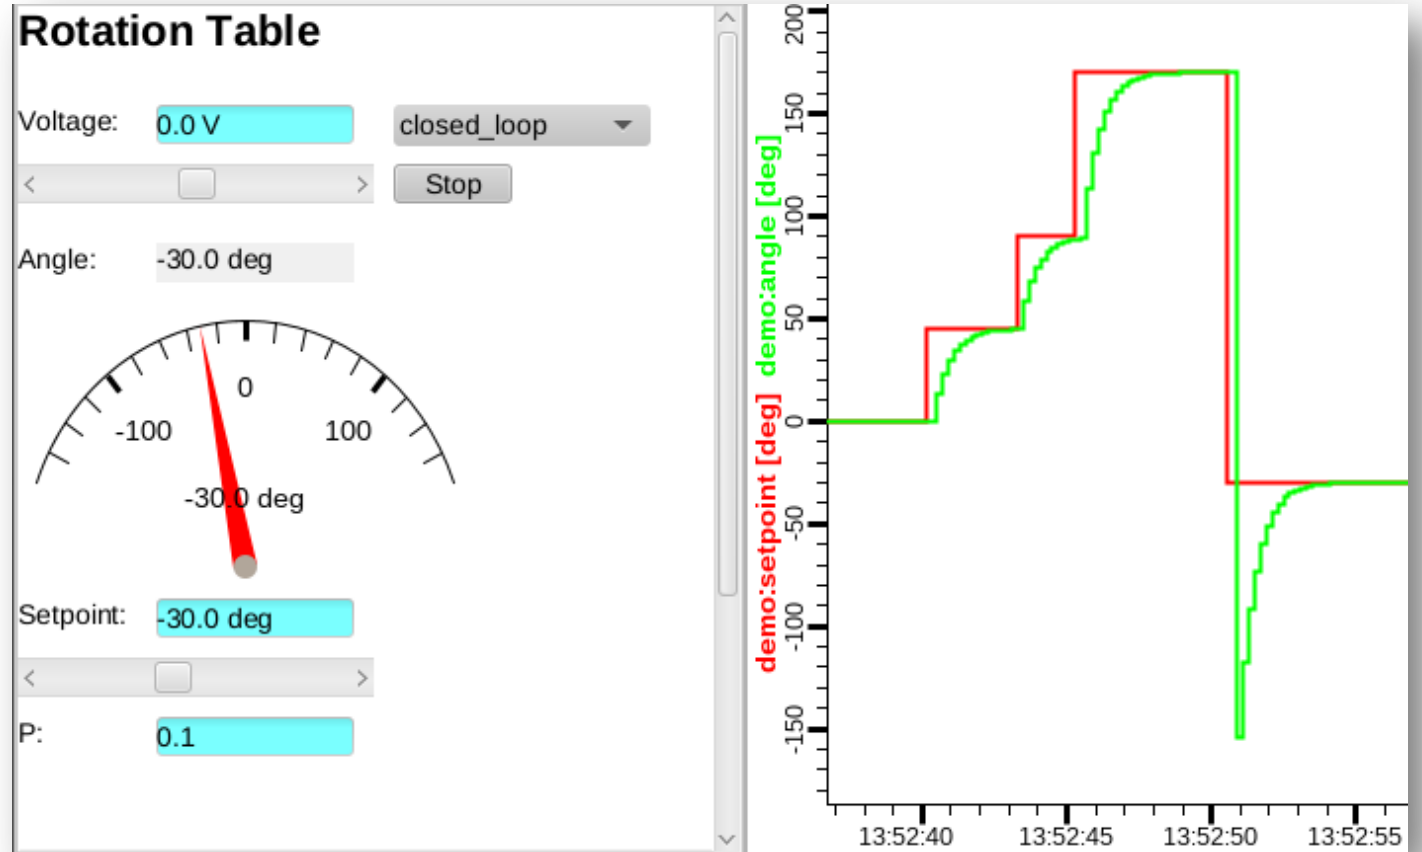 Rotation Table
Voltage: 0.0 V closed_loop
Stop
Angle: -30.0 deg
0
-100 100
-30.0 deg
Setpoint: -30.0 deg
P: 0.1
demo:setpoint [deg] demo:angle [deg]
200
150
100
50
0
-50
-100
-150
13:52:40 13:52:45 13:52:50 13:52:55